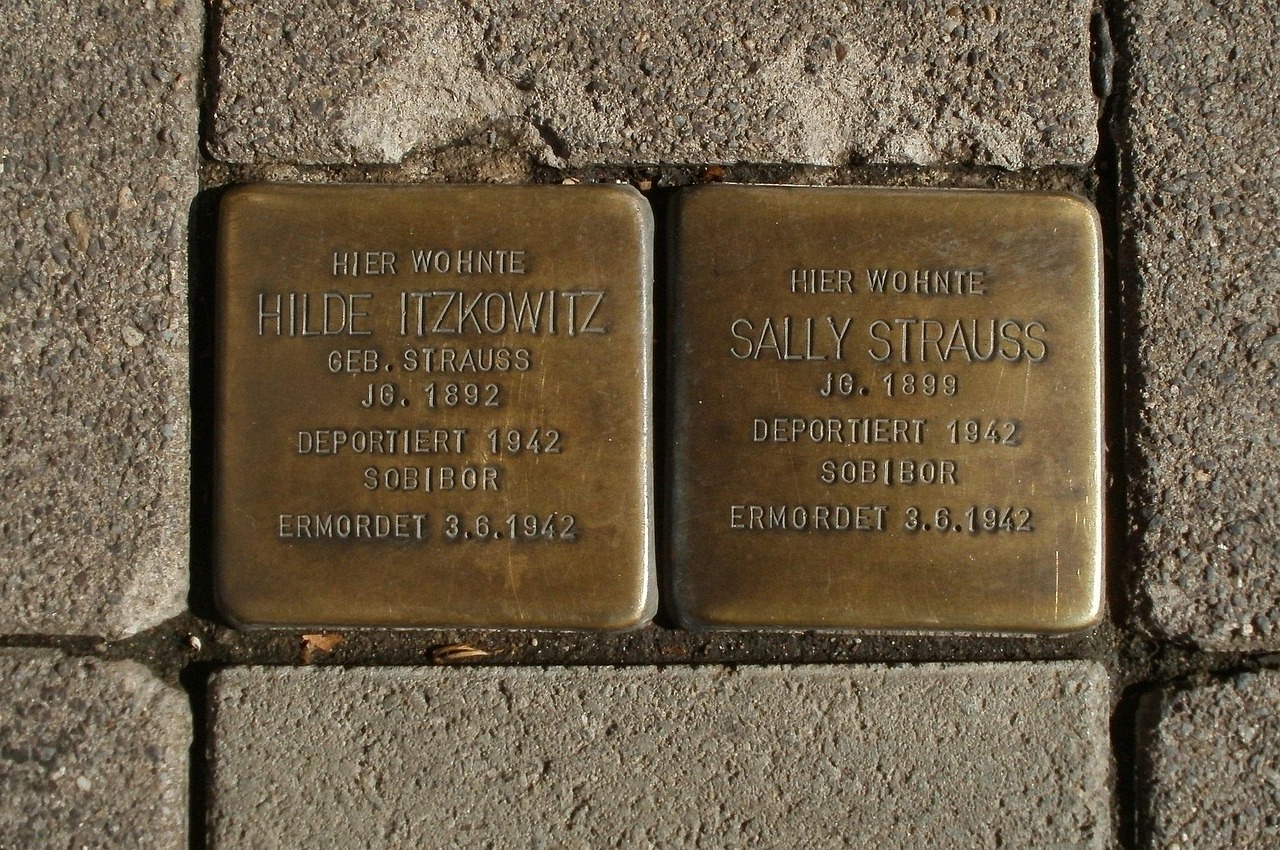 HIER WOHNTE
HILDE ITZKOWITZ
GEB. STRAUSS
JG. 1892
DEPORTIERT 1942
SOBIBOR
ERMORDET 3.6.1942
HIER WOHNTE
SALLY STRAUSS
JG. 1899
DEPORTIERT 1942
SOBIBOR
ERMORDET 3.6.1942